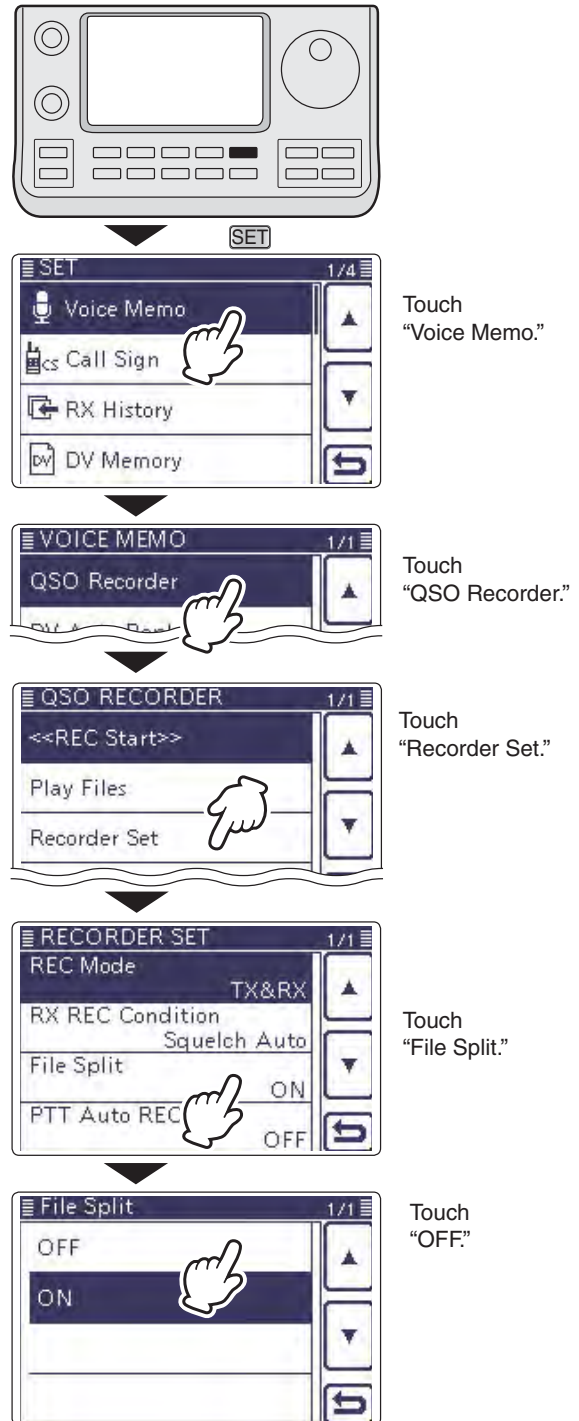 SET
SET
1/4
Voice Memo
CS Call Sign
RX History
DV DV Memory
Touch
“Voice Memo.”
VOICE MEMO
1/1
QSO Recorder
Touch
“QSO Recorder.”
QSO RECORDER
1/1
<<REC Start>>
Play Files
Recorder Set
Touch
“Recorder Set.”
RECORDER SET
1/1
REC Mode
TX&RX
RX REC Condition
Squelch Auto
File Split
ON
PTT Auto REC
OFF
Touch
“File Split.”
File Split
1/1
OFF
ON
Touch
“OFF.”